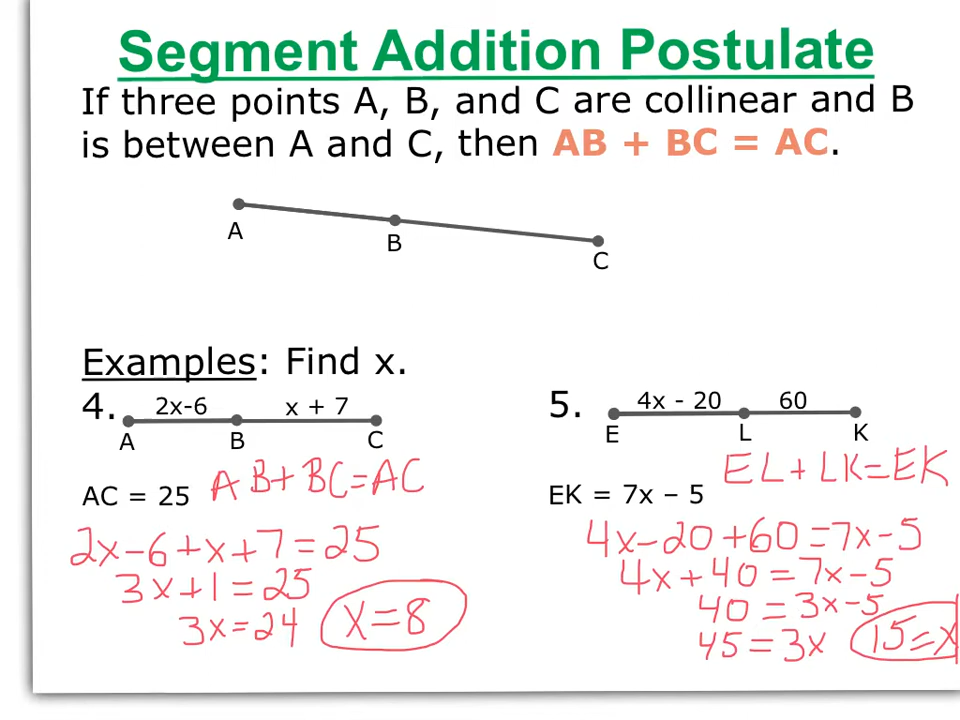 Segment Addition Postulate
If three points A, B, and C are collinear and B
is between A and C, then AB + BC = AC.
A
B
C
Examples: Find x.
4.
2x-6
x + 7
A
B
C
AC = 25
AB+BC=AC
2x-6+x+7=25
3x+1=25
3x=24
x=8
5.
4x - 20
60
E
L
K
EK = 7x – 5
EL+LK=EK
4x-20+60=7x-5
4x+40=7x-5
40=3x-5
45=3x
15=x